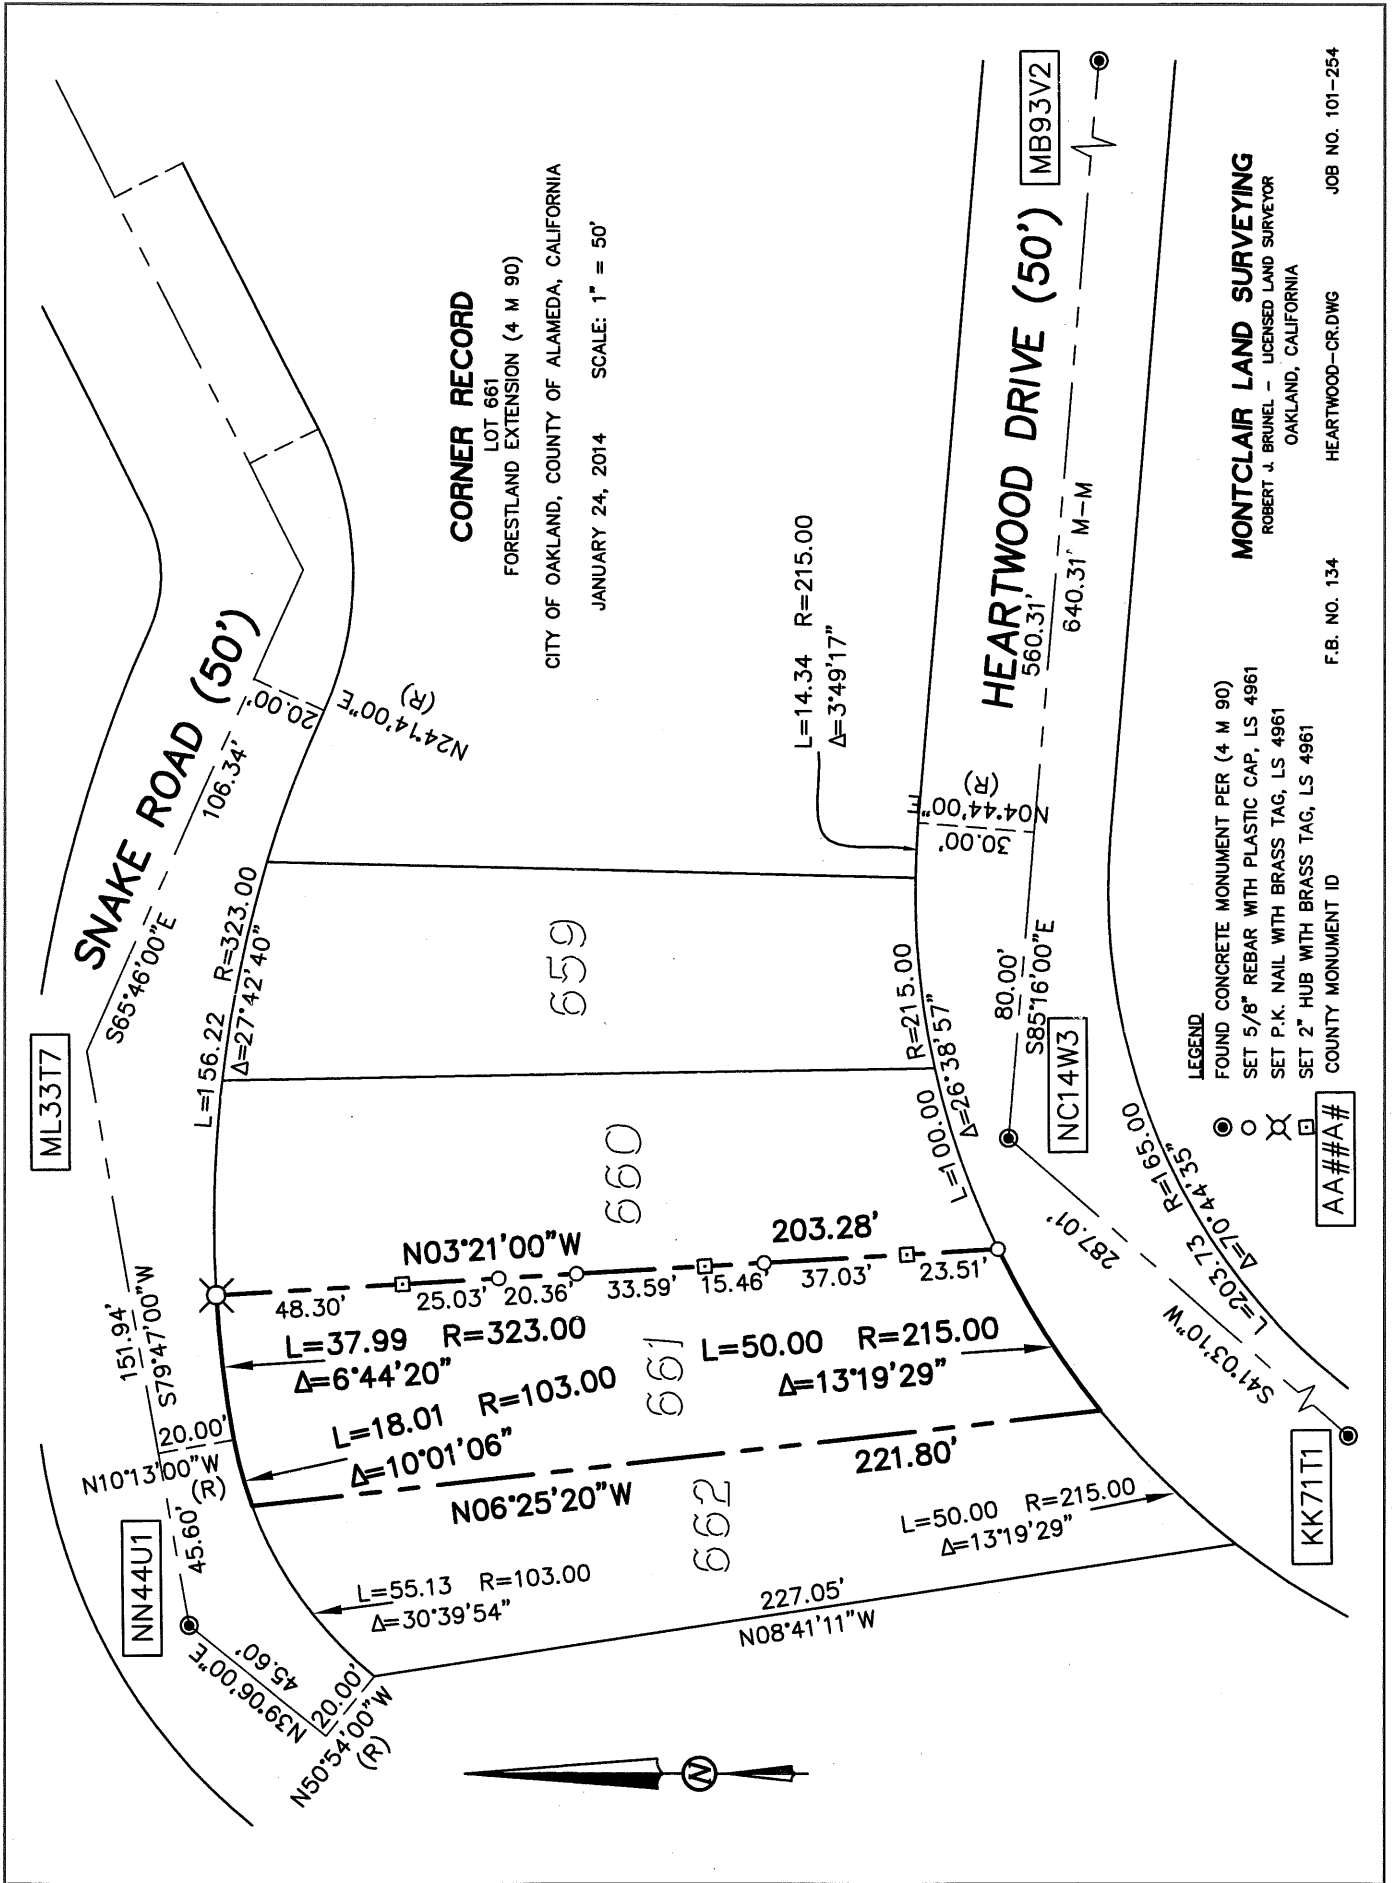 SNAKE ROAD (50')
ML33T7
S65°46'00"E
106.34'
20.00'
N24°14'00"E
(R)
L=156.22 R=323.00
Δ=27°42'40"
151.94'
S79°47'00"W
20.00'
N10°13'00"W
(R)
NN44U1
45.60'
N39°06'00"E
45.60'
20.00'
N50°54'00"W
(R)
CORNER RECORD
LOT 661
FORESTLAND EXTENSION (4 M 90)
CITY OF OAKLAND, COUNTY OF ALAMEDA, CALIFORNIA
JANUARY 24, 2014 SCALE: 1" = 50'
659
660
661
662
N03°21'00"W
203.28'
48.30'
25.03'
20.36'
33.59'
15.46'
37.03'
23.51'
L=37.99 R=323.00
Δ=6°44'20"
L=18.01 R=103.00
Δ=10°01'06"
L=50.00 R=215.00
Δ=13°19'29"
N06°25'20"W
221.80'
L=55.13 R=103.00
Δ=30°39'54"
L=50.00 R=215.00
Δ=13°19'29"
227.05'
N08°41'11"W
N
L=14.34 R=215.00
Δ=3°49'17"
L=100.00 R=215.00
Δ=26°38'57"
30.00'
N04°44'00"E
(R)
HEARTWOOD DRIVE (50')
560.31'
640.31' M-M
MB93V2
80.00'
S85°16'00"E
NC14W3
287.01'
S41°03'10"W
L=203.73 R=165.00
Δ=70°44'35"
KK71T1
LEGEND
FOUND CONCRETE MONUMENT PER (4 M 90)
SET 5/8" REBAR WITH PLASTIC CAP, LS 4961
SET P.K. NAIL WITH BRASS TAG, LS 4961
SET 2" HUB WITH BRASS TAG, LS 4961
AA##A# COUNTY MONUMENT ID
MONTCLAIR LAND SURVEYING
ROBERT J. BRUNEL - LICENSED LAND SURVEYOR
OAKLAND, CALIFORNIA
F.B. NO. 134 HEARTWOOD-CR.DWG JOB NO. 101-254